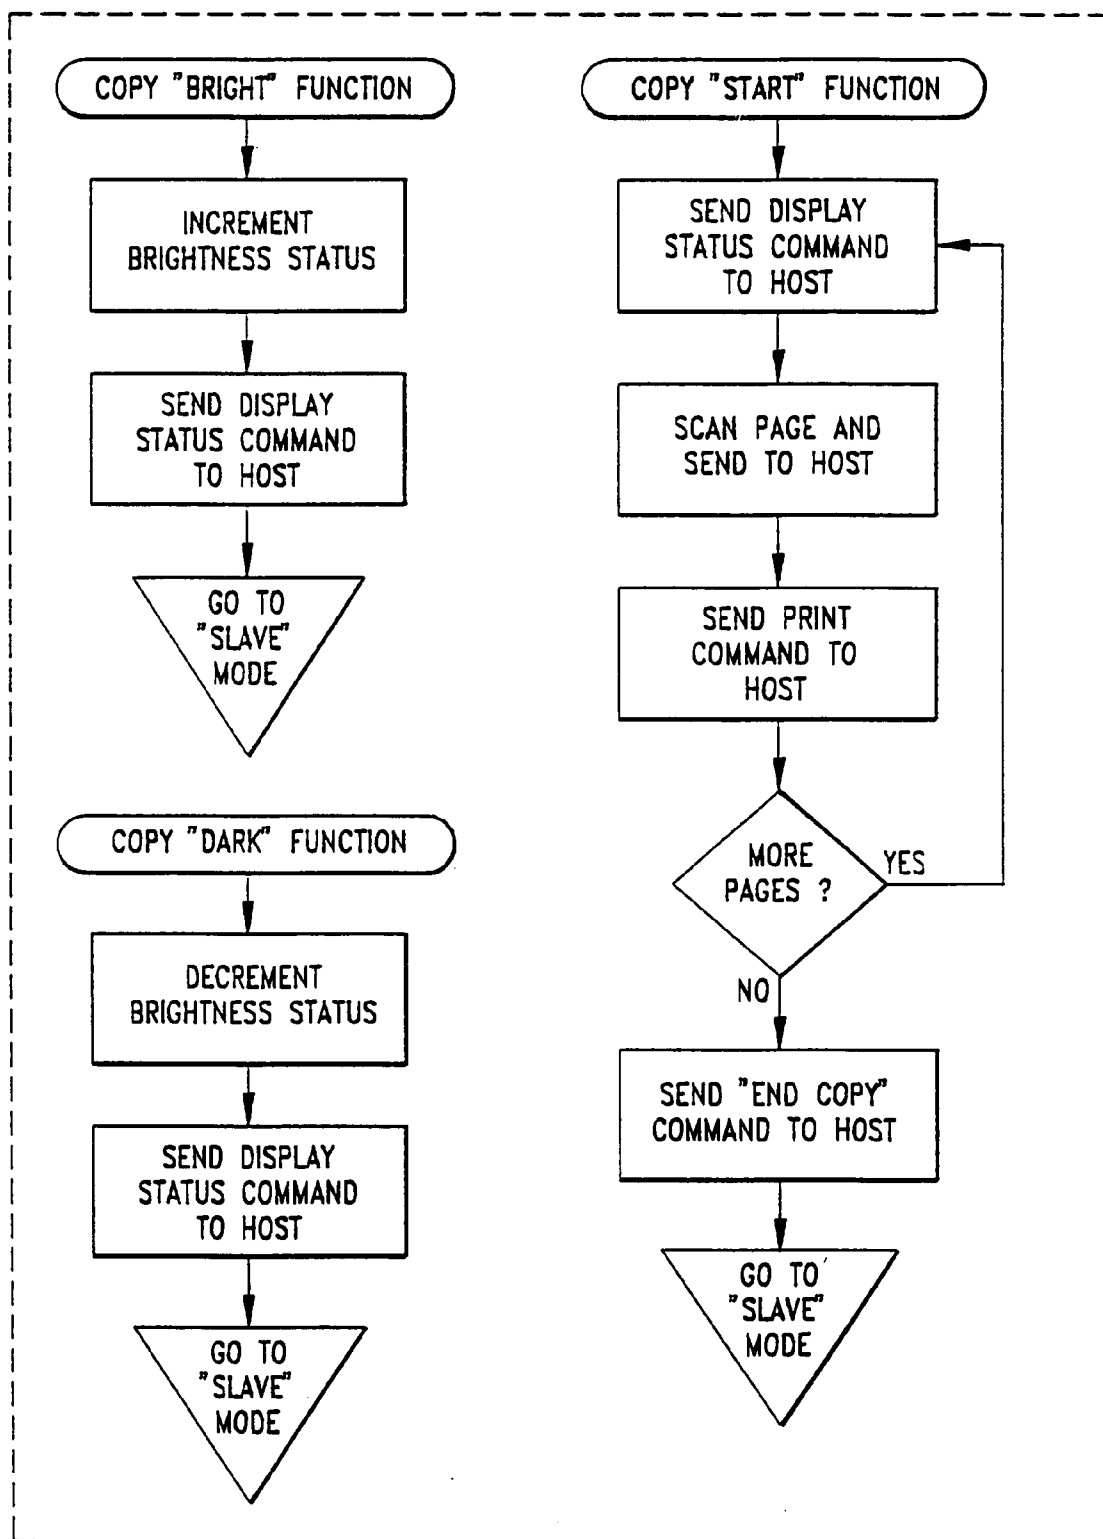 COPY "BRIGHT" FUNCTION
INCREMENT
BRIGHTNESS STATUS
SEND DISPLAY
STATUS COMMAND
TO HOST
GO TO
"SLAVE"
MODE
COPY "DARK" FUNCTION
DECREMENT
BRIGHTNESS STATUS
SEND DISPLAY
STATUS COMMAND
TO HOST
GO TO
"SLAVE"
MODE
COPY "START" FUNCTION
SEND DISPLAY
STATUS COMMAND
TO HOST
SCAN PAGE AND
SEND TO HOST
SEND PRINT
COMMAND TO
HOST
MORE
PAGES ?
YES
NO
SEND "END COPY"
COMMAND TO HOST
GO TO
"SLAVE"
MODE